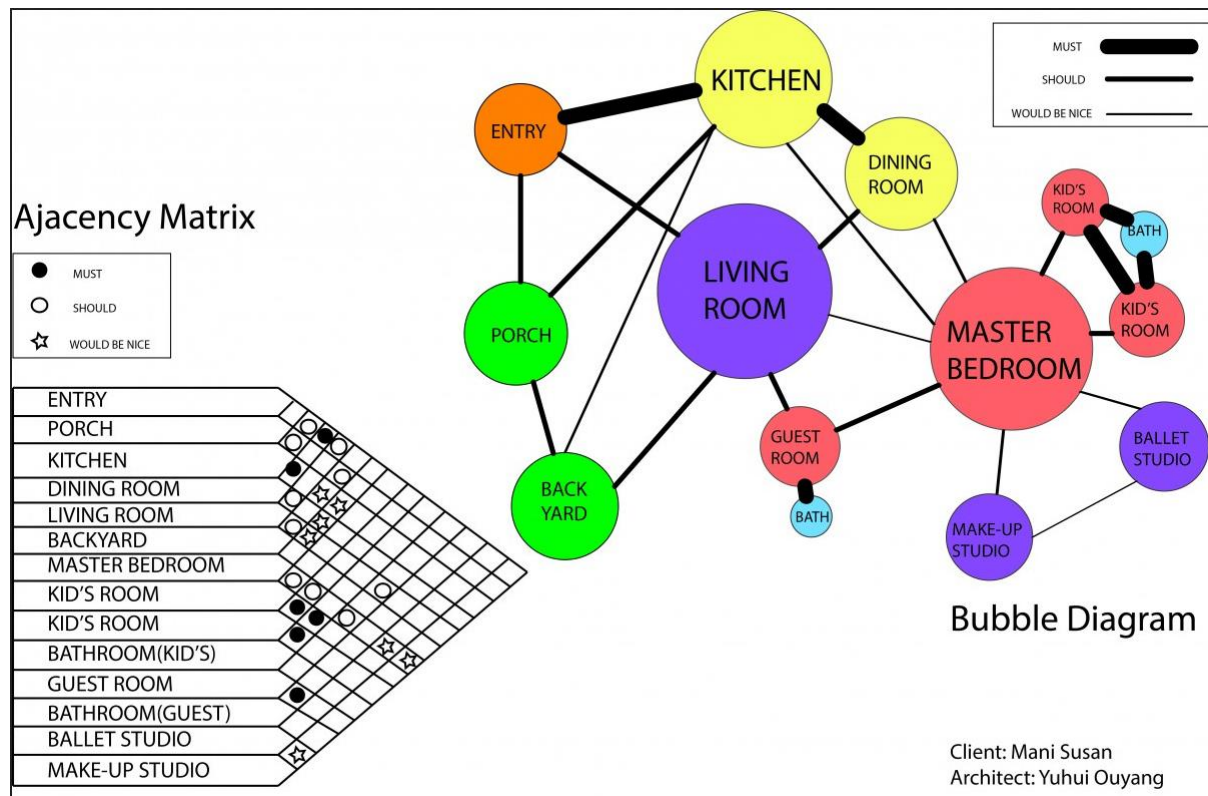 Ajacency Matrix
MUST
SHOULD
WOULD BE NICE
ENTRY
PORCH
KITCHEN
DINING ROOM
LIVING ROOM
BACKYARD
MASTER BEDROOM
KID'S ROOM
KID'S ROOM
BATHROOM(KID'S)
GUEST ROOM
BATHROOM(GUEST)
BALLET STUDIO
MAKE-UP STUDIO
KITCHEN
ENTRY
DINING
ROOM
LIVING
ROOM
PORCH
BACK
YARD
GUEST
ROOM
BATH
MASTER
BEDROOM
KID'S
ROOM
BATH
KID'S
ROOM
BALLET
STUDIO
MAKE-UP
STUDIO
MUST
SHOULD
WOULD BE NICE
Bubble Diagram
Client: Mani Susan
Architect: Yuhui Ouyang